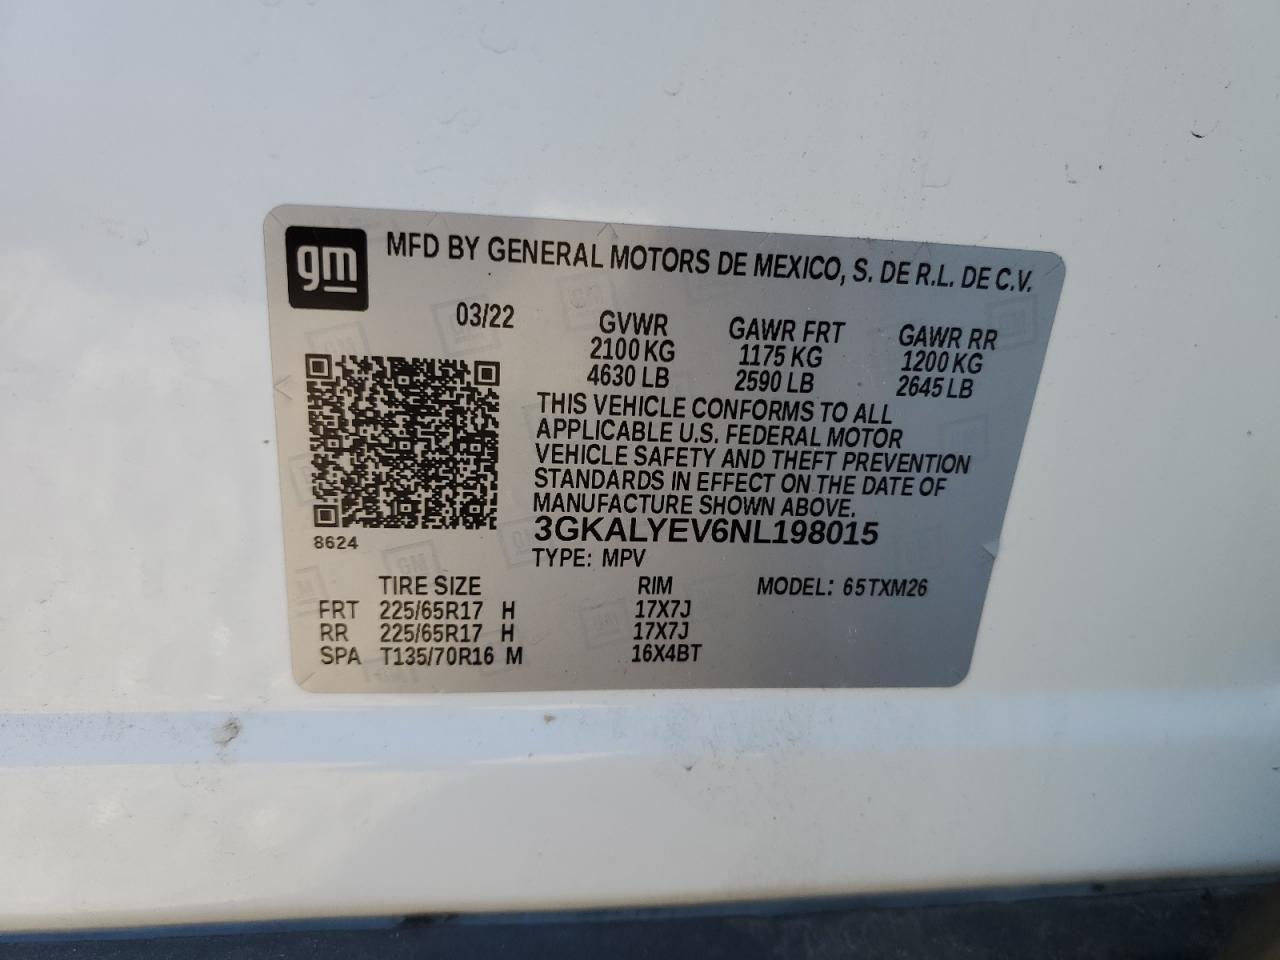 gm
MFD BY GENERAL MOTORS DE MEXICO, S. DE R.L. DE C.V.
03/22 GVWR GAWR FRT GAWR RR
2100 KG 1175 KG 1200 KG
4630 LB 2590 LB 2645 LB
THIS VEHICLE CONFORMS TO ALL
APPLICABLE U.S. FEDERAL MOTOR
VEHICLE SAFETY AND THEFT PREVENTION
STANDARDS IN EFFECT ON THE DATE OF
MANUFACTURE SHOWN ABOVE.
3GKALYEV6NL198015
8624
TYPE: MPV
TIRE SIZE RIM MODEL: 65TXM26
FRT 225/65R17 H 17X7J
RR 225/65R17 H 17X7J
SPA T135/70R16 M 16X4BT